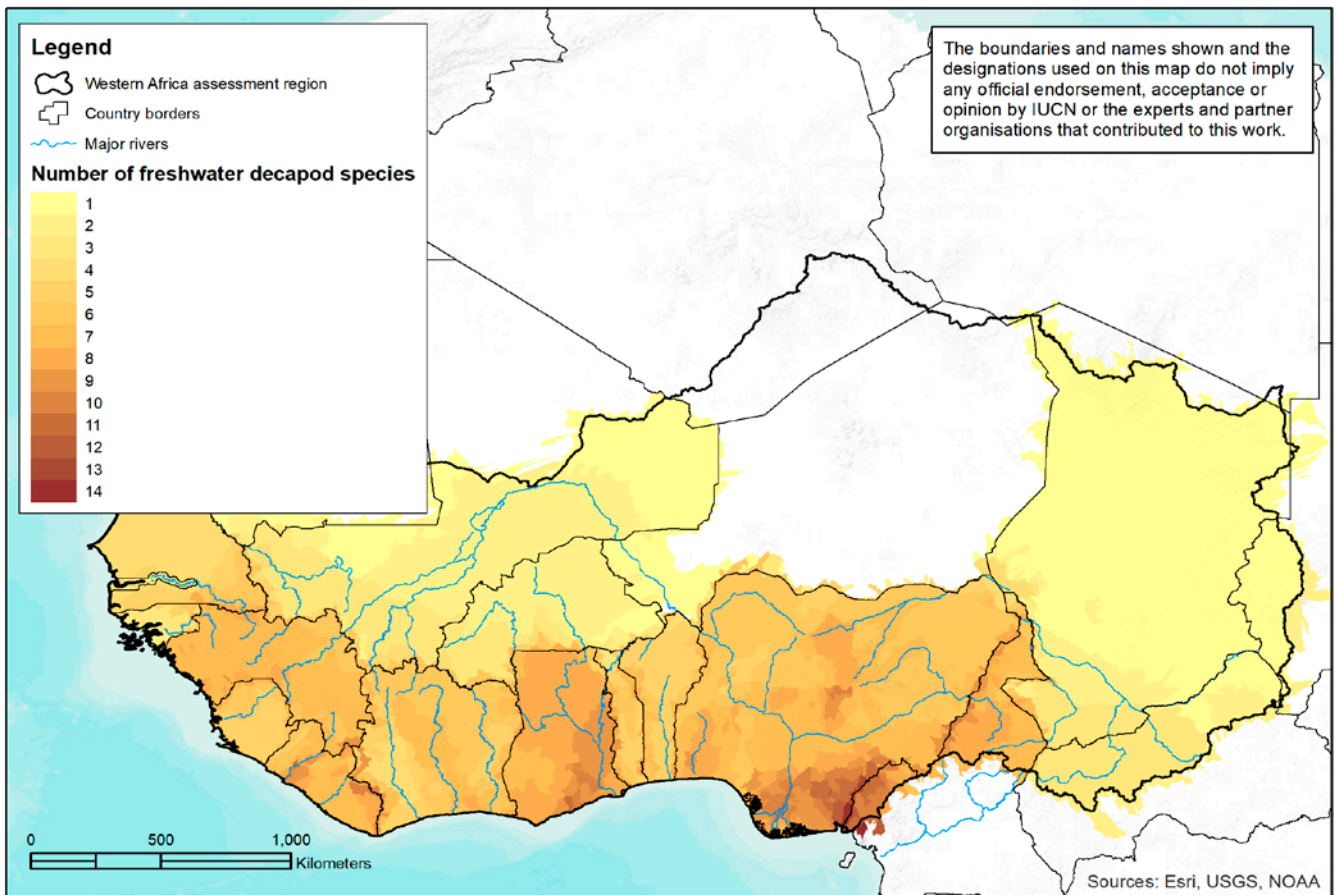 Legend
Western Africa assessment region
Country borders
Major rivers
Number of freshwater decapod species
1
2
3
4
5
6
7
8
9
10
11
12
13
14
The boundaries and names shown and the
designations used on this map do not imply
any official endorsement, acceptance or
opinion by IUCN or the experts and partner
organisations that contributed to this work.
0 500 1,000
Kilometers
Sources: Esri, USGS, NOAA